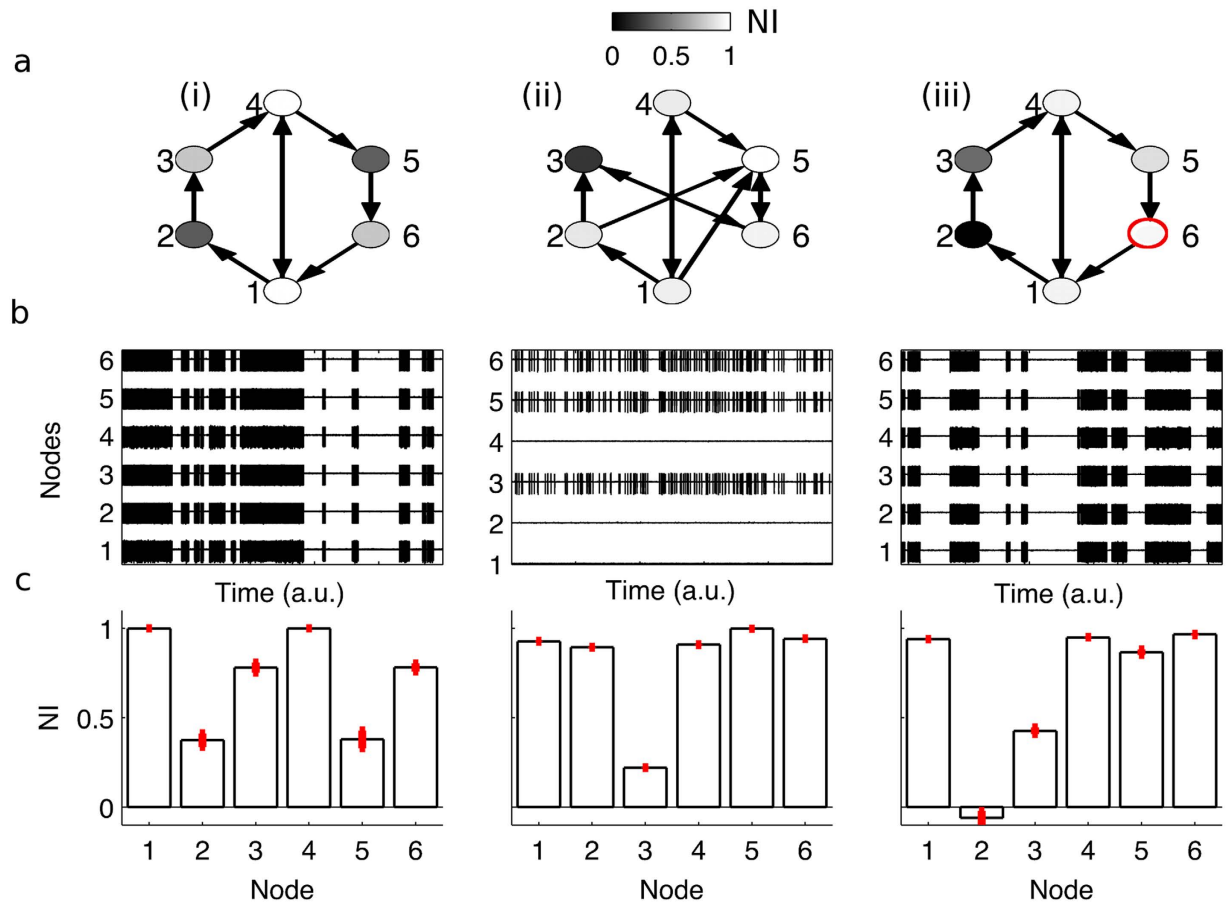 NI
0 0.5 1
a
(i) (ii) (iii)
4 4 4
3 5 3 5 3 5
2 6 2 6 2 6
1 1 1
b
Nodes
6 6 6
5 5 5
4 4 4
3 3 3
2 2 2
1 1 1
Time (a.u.) Time (a.u.) Time (a.u.)
c
NI
1
0.5
0
1 2 3 4 5 6 1 2 3 4 5 6 1 2 3 4 5 6
Node Node Node